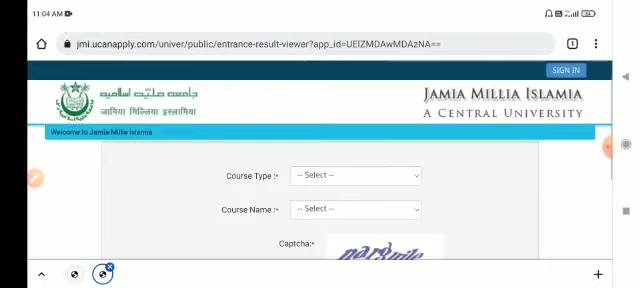 11:04 AM
jmi.ucanapply.com/univer/public/entrance-result-viewer?app_id=UEIZMDAwMDAzNA==
1
SIGN IN
جامعہ ملیہ اسلامیہ
जामिया मिल्लिया इस्लामिया
JAMIA MILLIA ISLAMIA
A CENTRAL UNIVERSITY
Welcome to Jamia Millia Islamia
Course Type :* -- Select --
Course Name :* -- Select --
Captcha:*